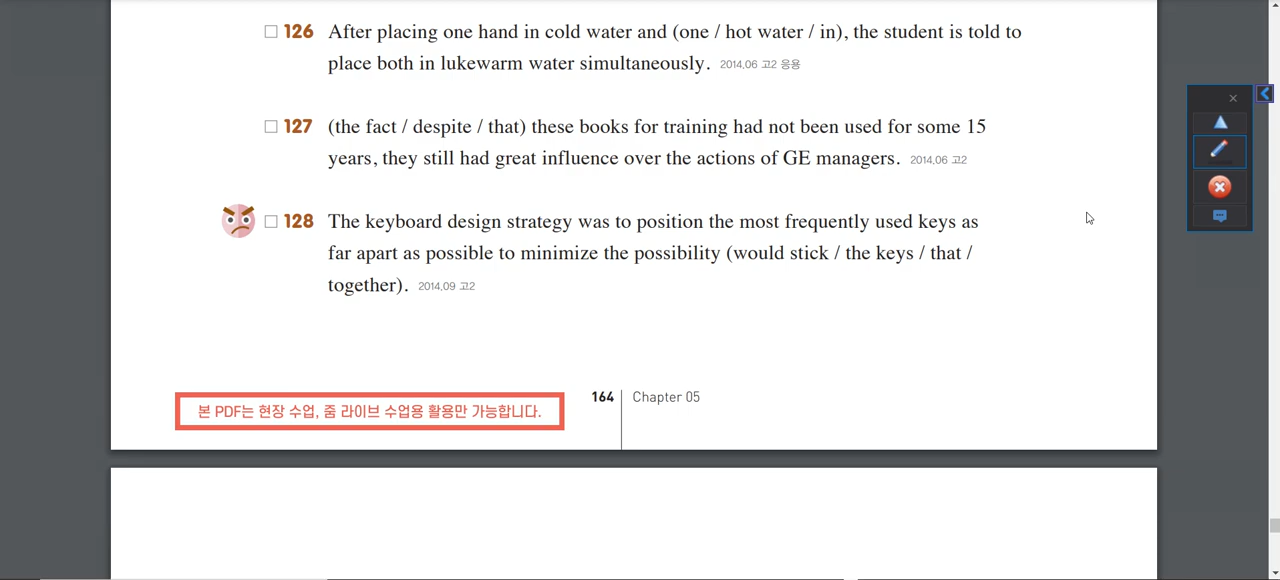 126 After placing one hand in cold water and (one / hot water / in), the student is told to
place both in lukewarm water simultaneously. 2014.06 고2 응용
127 (the fact / despite / that) these books for training had not been used for some 15
years, they still had great influence over the actions of GE managers. 2014.06 고2
128 The keyboard design strategy was to position the most frequently used keys as
far apart as possible to minimize the possibility (would stick / the keys / that /
together). 2014.09 고2
본 PDF는 현장 수업, 줌 라이브 수업용 활용만 가능합니다.
164 Chapter 05